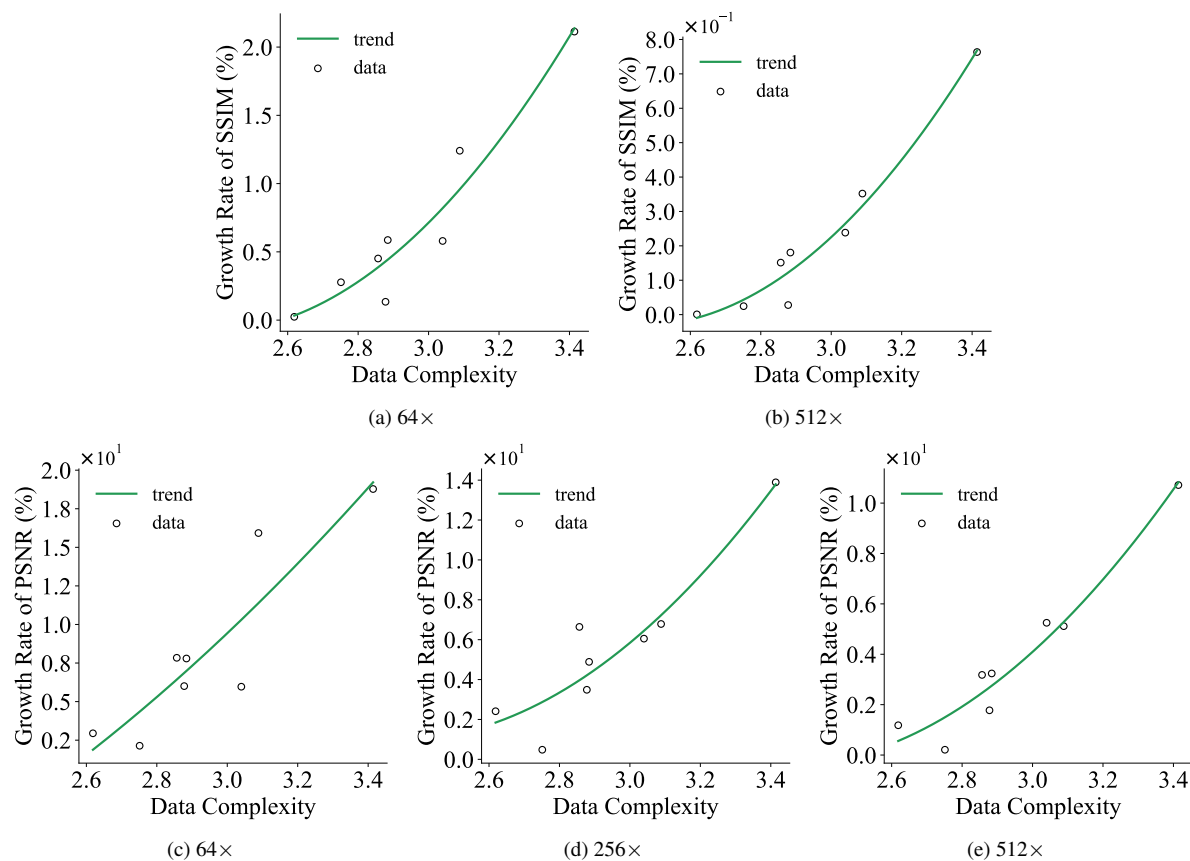 Growth Rate of SSIM (%)
2.0
1.5
1.0
0.5
0.0
trend
data
2.6 2.8 3.0 3.2 3.4
Data Complexity
(a) 64×
×10⁻¹
Growth Rate of SSIM (%)
8.0
7.0
6.0
5.0
4.0
3.0
2.0
1.0
0.0
trend
data
2.6 2.8 3.0 3.2 3.4
Data Complexity
(b) 512×
×10¹
Growth Rate of PSNR (%)
2.0
1.8
1.5
1.2
1.0
0.8
0.5
0.2
trend
data
2.6 2.8 3.0 3.2 3.4
Data Complexity
(c) 64×
×10¹
Growth Rate of PSNR (%)
1.4
1.2
1.0
0.8
0.6
0.4
0.2
0.0
trend
data
2.6 2.8 3.0 3.2 3.4
Data Complexity
(d) 256×
×10¹
Growth Rate of PSNR (%)
1.0
0.8
0.6
0.4
0.2
0.0
trend
data
2.6 2.8 3.0 3.2 3.4
Data Complexity
(e) 512×